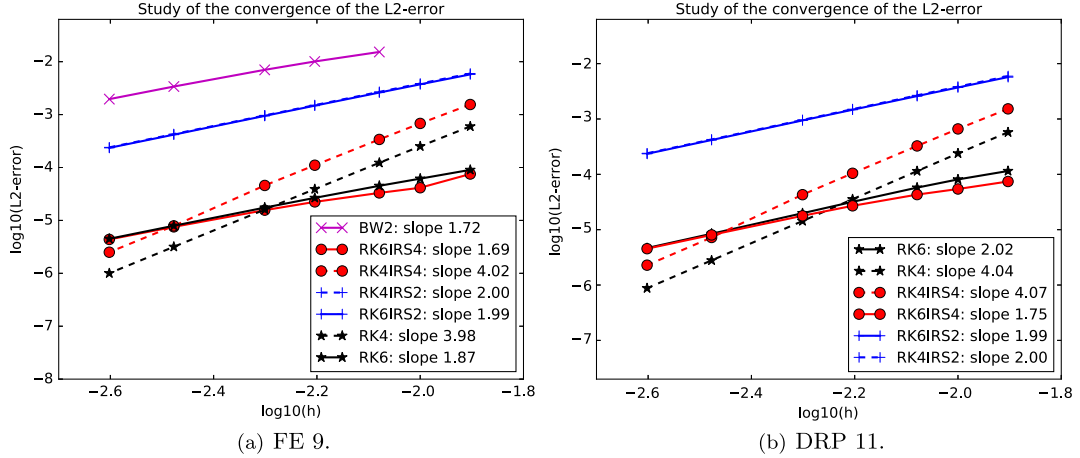 Study of the convergence of the L2-error
−2
−3
−4
−5
−6
−7
−8
log10(L2-error)
BW2: slope 1.72
RK6IRS4: slope 1.69
RK4IRS4: slope 4.02
RK4IRS2: slope 2.00
RK6IRS2: slope 1.99
RK4: slope 3.98
RK6: slope 1.87
−2.6
−2.4
−2.2
−2.0
−1.8
log10(h)
(a) FE 9.
Study of the convergence of the L2-error
−2
−3
−4
−5
−6
−7
log10(L2-error)
RK6: slope 2.02
RK4: slope 4.04
RK4IRS4: slope 4.07
RK6IRS4: slope 1.75
RK6IRS2: slope 1.99
RK4IRS2: slope 2.00
−2.6
−2.4
−2.2
−2.0
−1.8
log10(h)
(b) DRP 11.